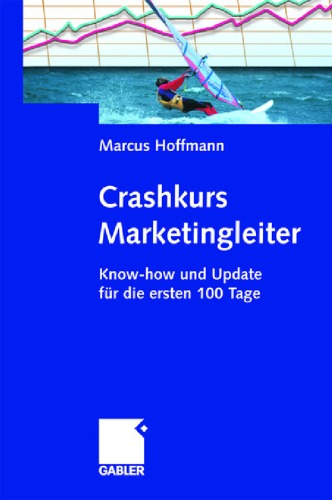 Marcus Hoffmann
Crashkurs
Marketingleiter
Know-how und Update
für die ersten 100 Tage
GABLER